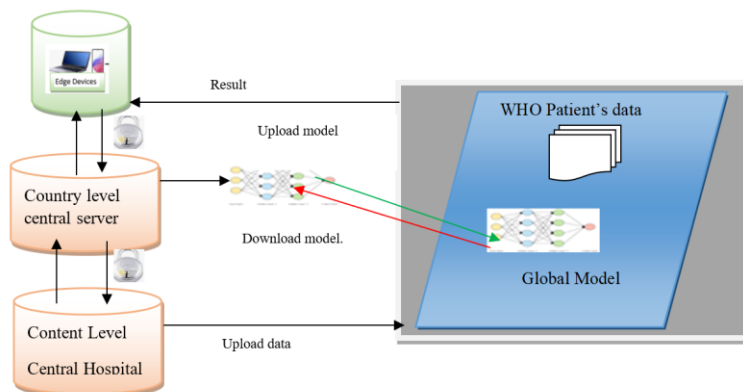 Edge Devices
Result
WHO Patient's data
Upload model
Country level
central server
Download model.
Global Model
Content Level
Central Hospital
Upload data